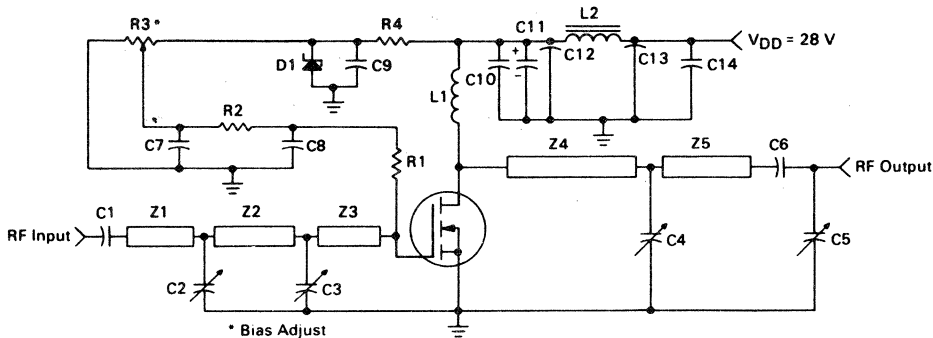 R3*
R4
C11
L2
+
−
VDD = 28 V
D1
C9
C10
C12
C13
C14
L1
*
R2
C7
C8
R1
Z4
Z5
C6
RF Output
C1
Z1
Z2
Z3
RF Input
C4
C5
C2
C3
* Bias Adjust